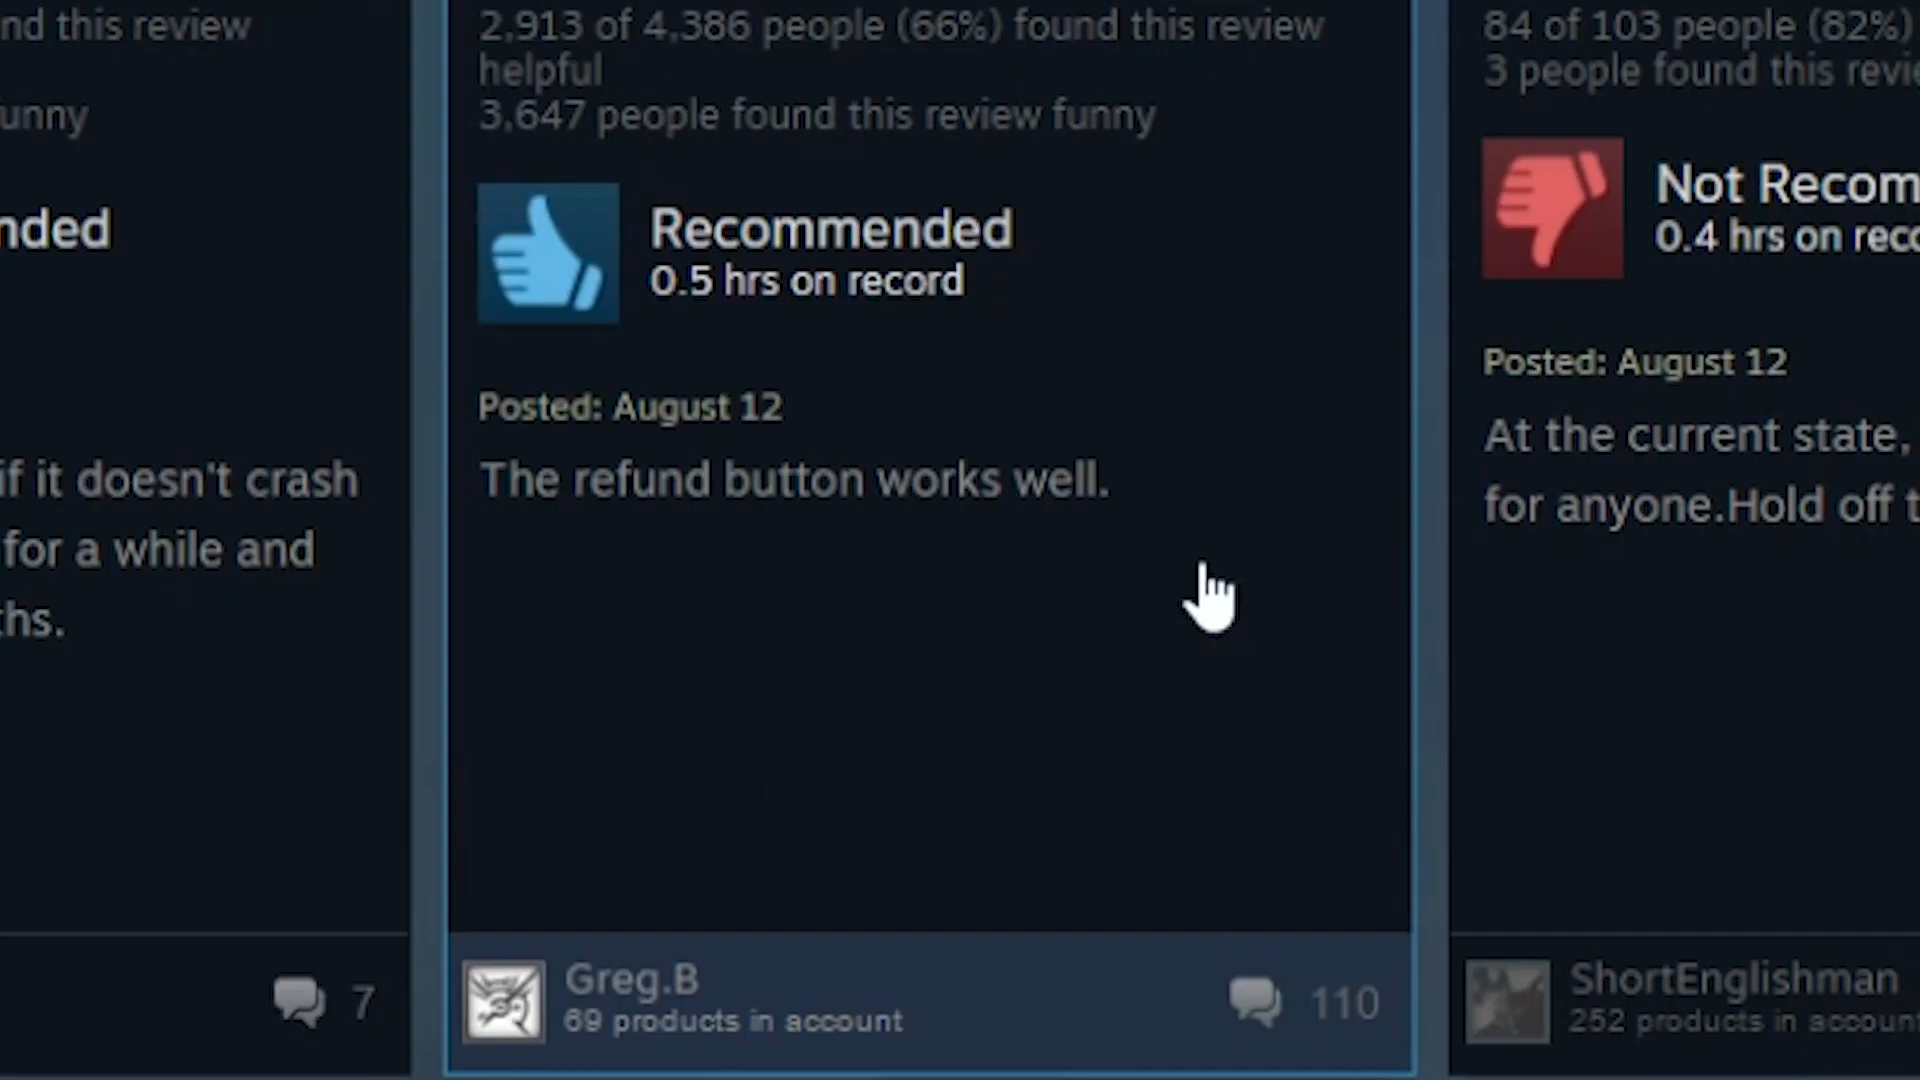 nd this review
unny
nded
if it doesn't crash
for a while and
ths.
7
2,913 of 4,386 people (66%) found this review
helpful
3,647 people found this review funny
Recommended
0.5 hrs on record
Posted: August 12
The refund button works well.
Greg.B
69 products in account
110
84 of 103 people (82%)
3 people found this revie
Not Recom
0.4 hrs on reco
Posted: August 12
At the current state,
for anyone.Hold off t
ShortEnglishman
252 products in account